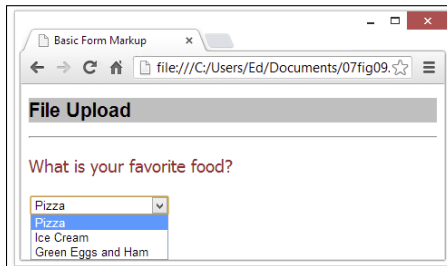 Basic Form Markup
file:///C:/Users/Ed/Documents/07fig09.
File Upload
What is your favorite food?
Pizza
Pizza
Ice Cream
Green Eggs and Ham